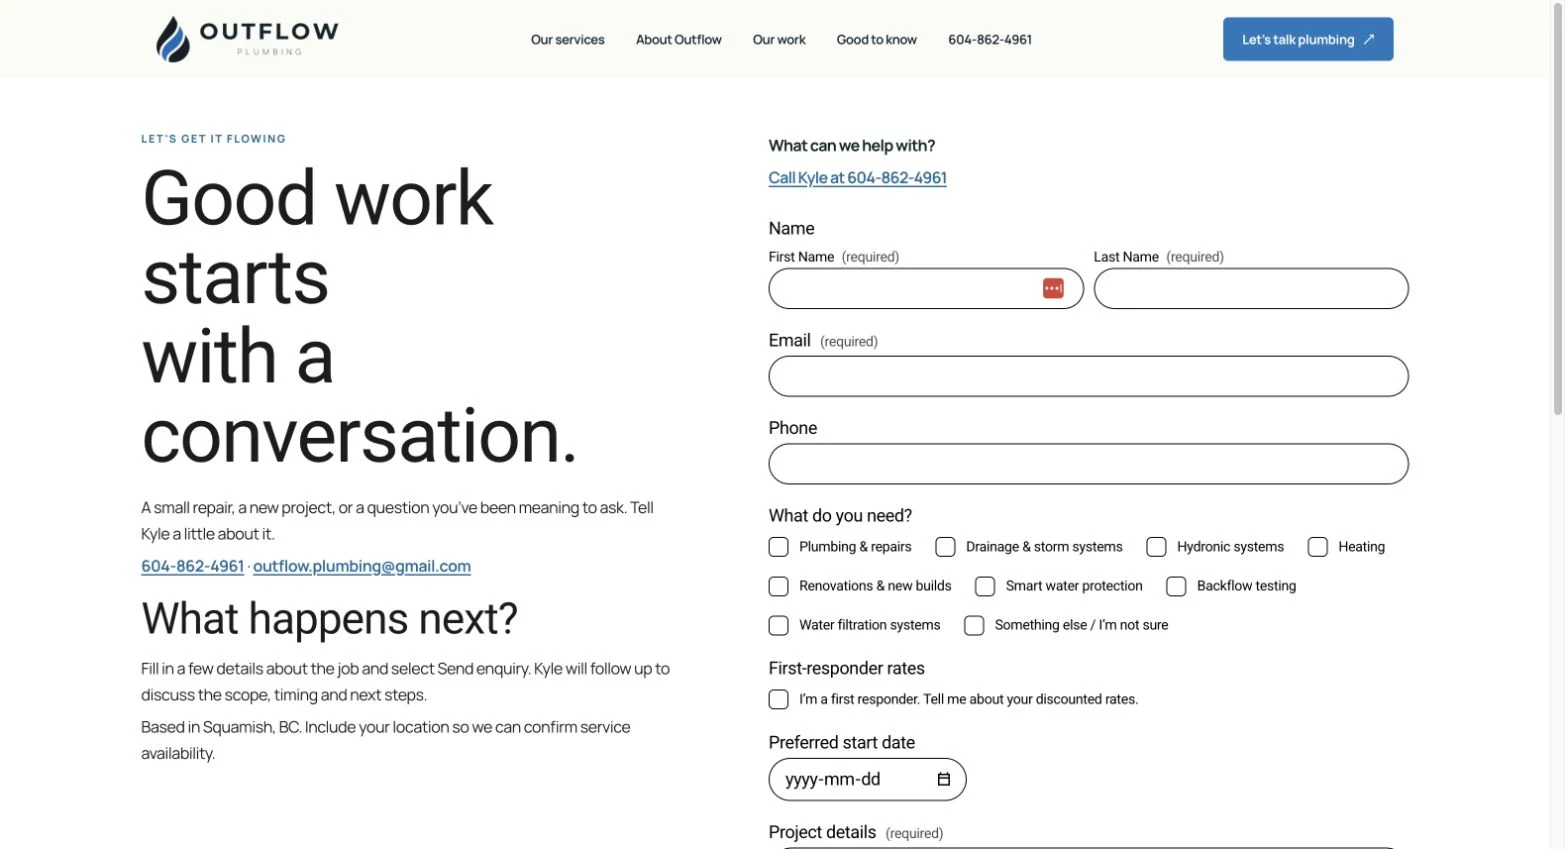 OUTFLOW
PLUMBING
Our services
About Outflow
Our work
Good to know
604-862-4961
Let's talk plumbing ↗
LET'S GET IT FLOWING
Good work
starts
with a
conversation.
A small repair, a new project, or a question you've been meaning to ask. Tell
Kyle a little about it.
604-862-4961 · outflow.plumbing@gmail.com
What happens next?
Fill in a few details about the job and select Send enquiry. Kyle will follow up to
discuss the scope, timing and next steps.
Based in Squamish, BC. Include your location so we can confirm service
availability.
What can we help with?
Call Kyle at 604-862-4961
Name
First Name (required)
Last Name (required)
Email (required)
Phone
What do you need?
Plumbing & repairs
Drainage & storm systems
Hydronic systems
Heating
Renovations & new builds
Smart water protection
Backflow testing
Water filtration systems
Something else / I'm not sure
First-responder rates
I'm a first responder. Tell me about your discounted rates.
Preferred start date
yyyy-mm-dd
Project details (required)